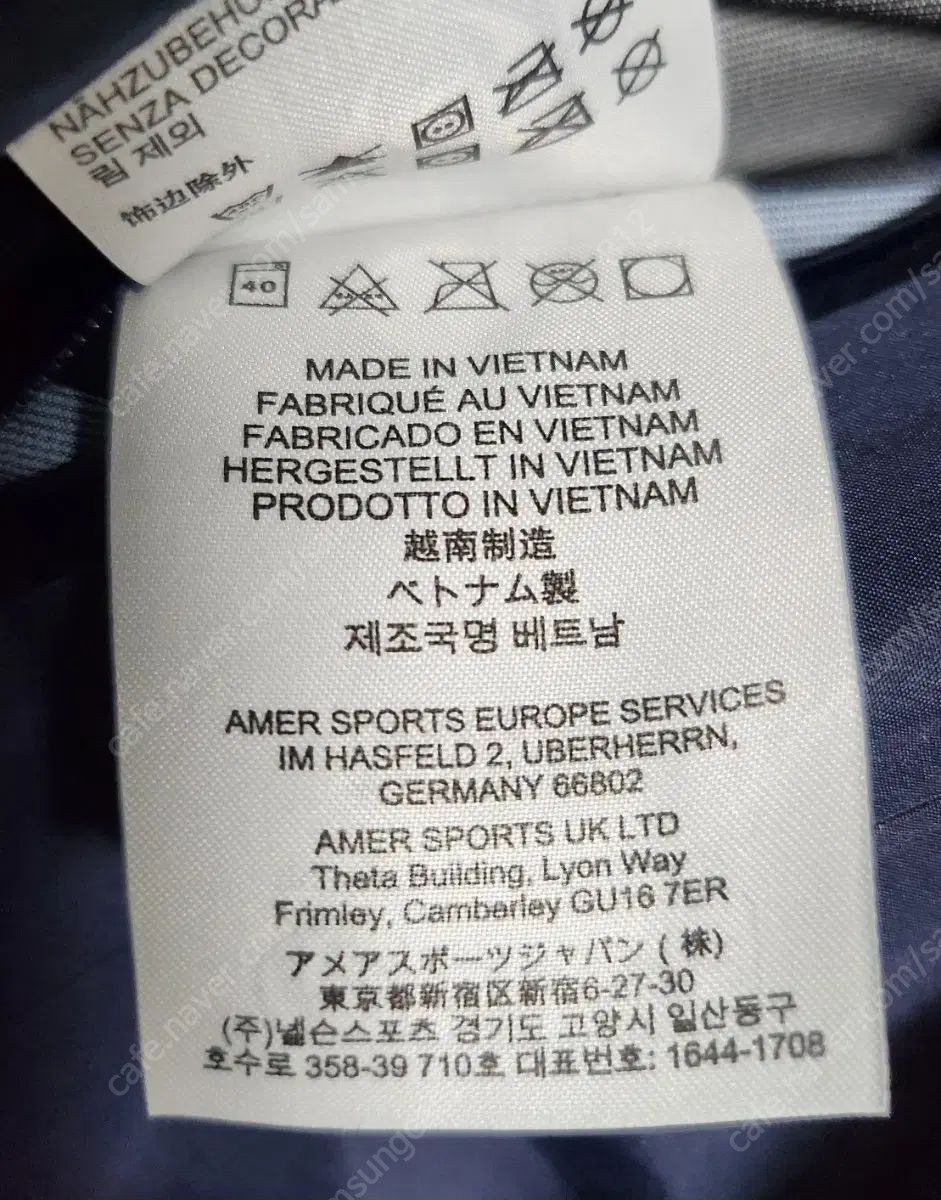 NÄHZUBEHÖ
SENZA DECORA
림 제외
饰边除外
40
MADE IN VIETNAM
FABRIQUÉ AU VIETNAM
FABRICADO EN VIETNAM
HERGESTELLT IN VIETNAM
PRODOTTO IN VIETNAM
越南制造
ベトナム製
제조국명 베트남
AMER SPORTS EUROPE SERVICES
IM HASFELD 2, UBERHERRN,
GERMANY 66802
AMER SPORTS UK LTD
Theta Building, Lyon Way
Frimley, Camberley GU16 7ER
アメアスポーツジャパン ( 株)
東京都新宿区新宿6-27-30
(주)넬슨스포츠 경기도 고양시 일산동구
호수로 358-39 710호 대표번호: 1644-1708